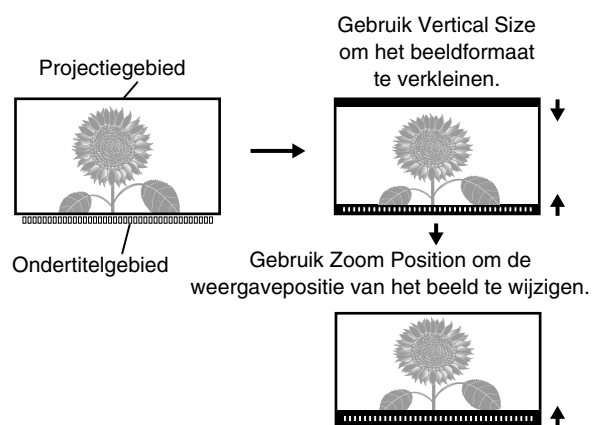 Gebruik Vertical Size
om het beeldformaat
te verkleinen.
Projectiegebied
Ondertitelgebied
Gebruik Zoom Position om de
weergavepositie van het beeld te wijzigen.